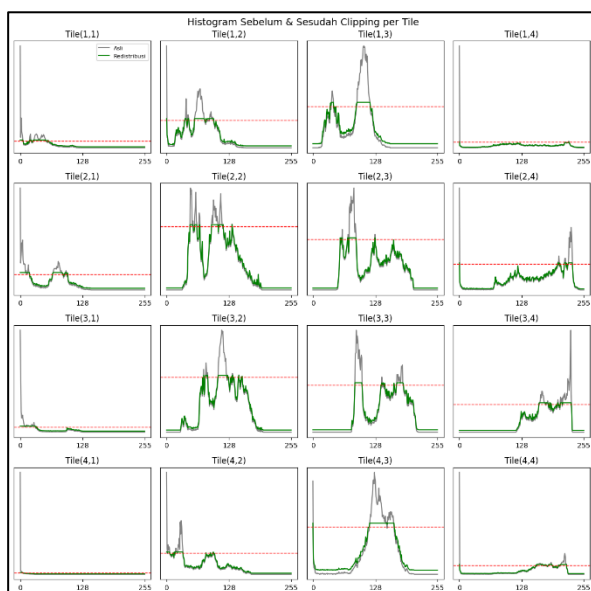 Histogram Sebelum & Sesudah Clipping per Tile
Tile(1,1) Tile(1,2) Tile(1,3) Tile(1,4)
Asli
Redistribusi
0 128 255 0 128 255 0 128 255 0 128 255
Tile(2,1) Tile(2,2) Tile(2,3) Tile(2,4)
0 128 255 0 128 255 0 128 255 0 128 255
Tile(3,1) Tile(3,2) Tile(3,3) Tile(3,4)
0 128 255 0 128 255 0 128 255 0 128 255
Tile(4,1) Tile(4,2) Tile(4,3) Tile(4,4)
0 128 255 0 128 255 0 128 255 0 128 255